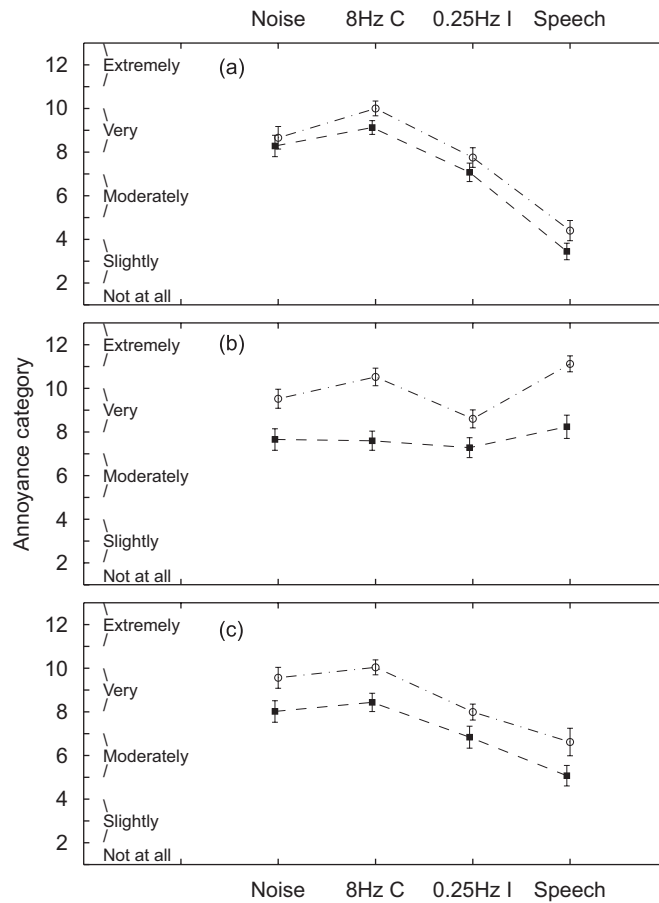 Noise 8Hz C 0.25Hz I Speech
12 Extremely (a)
10
Very
8
6 Moderately
4
Slightly
2
Not at all
12 Extremely (b)
10
Very
8
6 Moderately
4
Slightly
2
Not at all
Annoyance category
12 Extremely (c)
10
Very
8
6 Moderately
4
Slightly
2
Not at all
Noise 8Hz C 0.25Hz I Speech